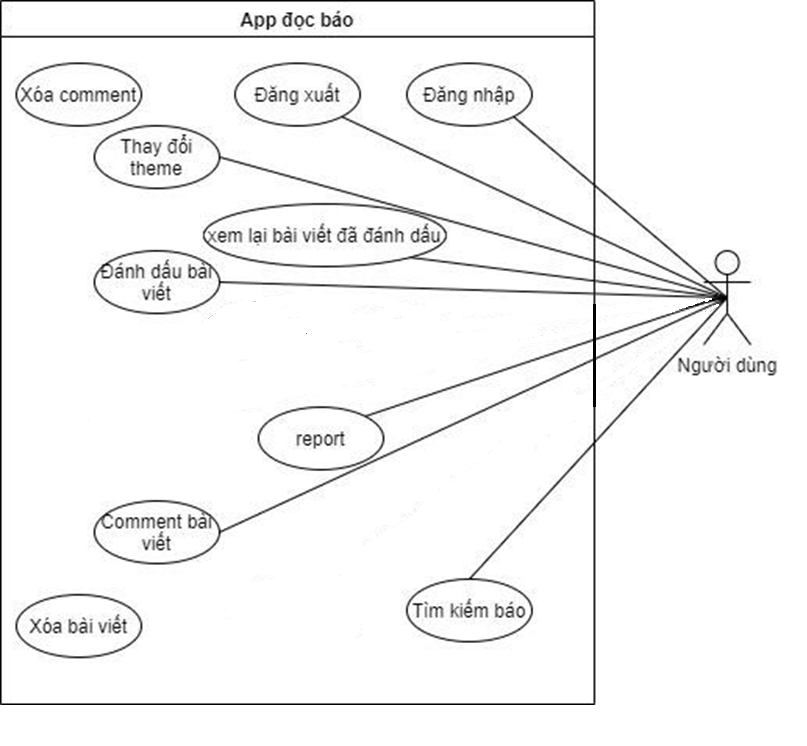 App đọc báo
Xóa comment
Đăng xuất
Đăng nhập
Thay đổi
theme
xem lại bài viết đã đánh dấu
Đánh dấu bài
viết
Người dùng
report
Comment bài
viết
Tìm kiếm báo
Xóa bài viết